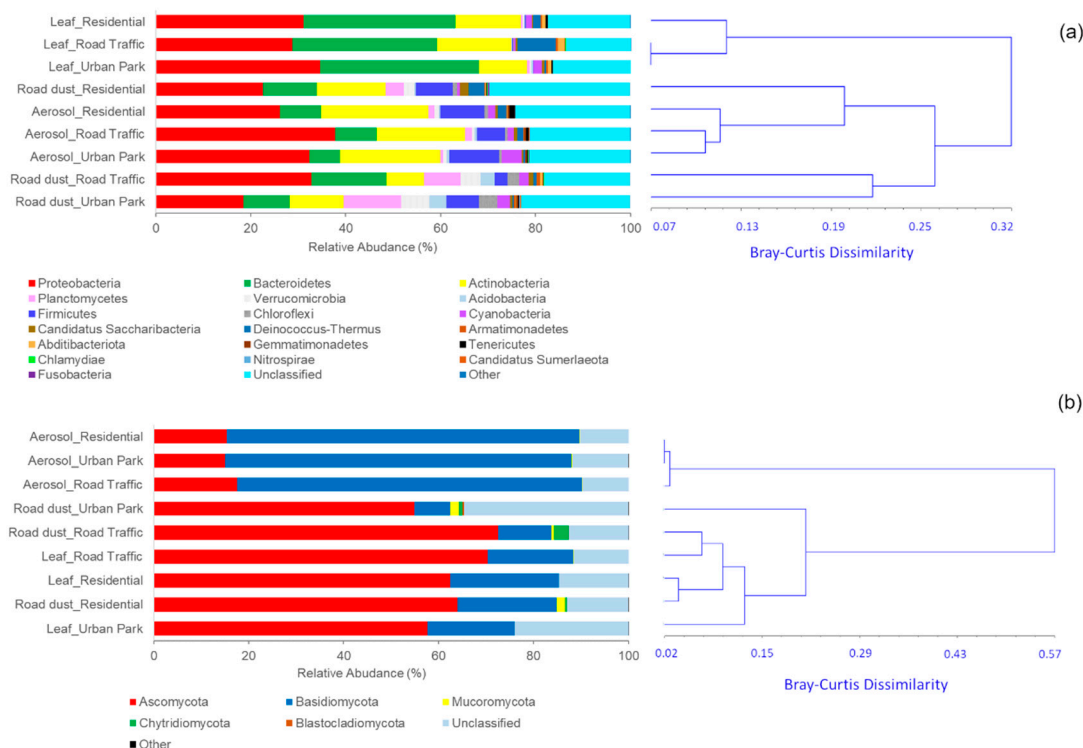 (a)
Leaf_Residential
Leaf_Road Traffic
Leaf_Urban Park
Road dust_Residential
Aerosol_Residential
Aerosol_Road Traffic
Aerosol_Urban Park
Road dust_Road Traffic
Road dust_Urban Park
0 20 40 60 80 100
Relative Abudance (%)
0.07 0.13 0.19 0.25 0.32
Bray-Curtis Dissimilarity
Proteobacteria Bacteroidetes Actinobacteria
Planctomycetes Verrucomicrobia Acidobacteria
Firmicutes Chloroflexi Cyanobacteria
Candidatus Saccharibacteria Deinococcus-Thermus Armatimonadetes
Abditibacteriota Gemmatimonadetes Tenericutes
Chlamydiae Nitrospirae Candidatus Sumerlaeota
Fusobacteria Unclassified Other
(b)
Aerosol_Residential
Aerosol_Urban Park
Aerosol_Road Traffic
Road dust_Urban Park
Road dust_Road Traffic
Leaf_Road Traffic
Leaf_Residential
Road dust_Residential
Leaf_Urban Park
0 20 40 60 80 100
Relative Abudance (%)
0.02 0.15 0.29 0.43 0.57
Bray-Curtis Dissimilarity
Ascomycota Basidiomycota Mucoromycota
Chytridiomycota Blastocladiomycota Unclassified
Other